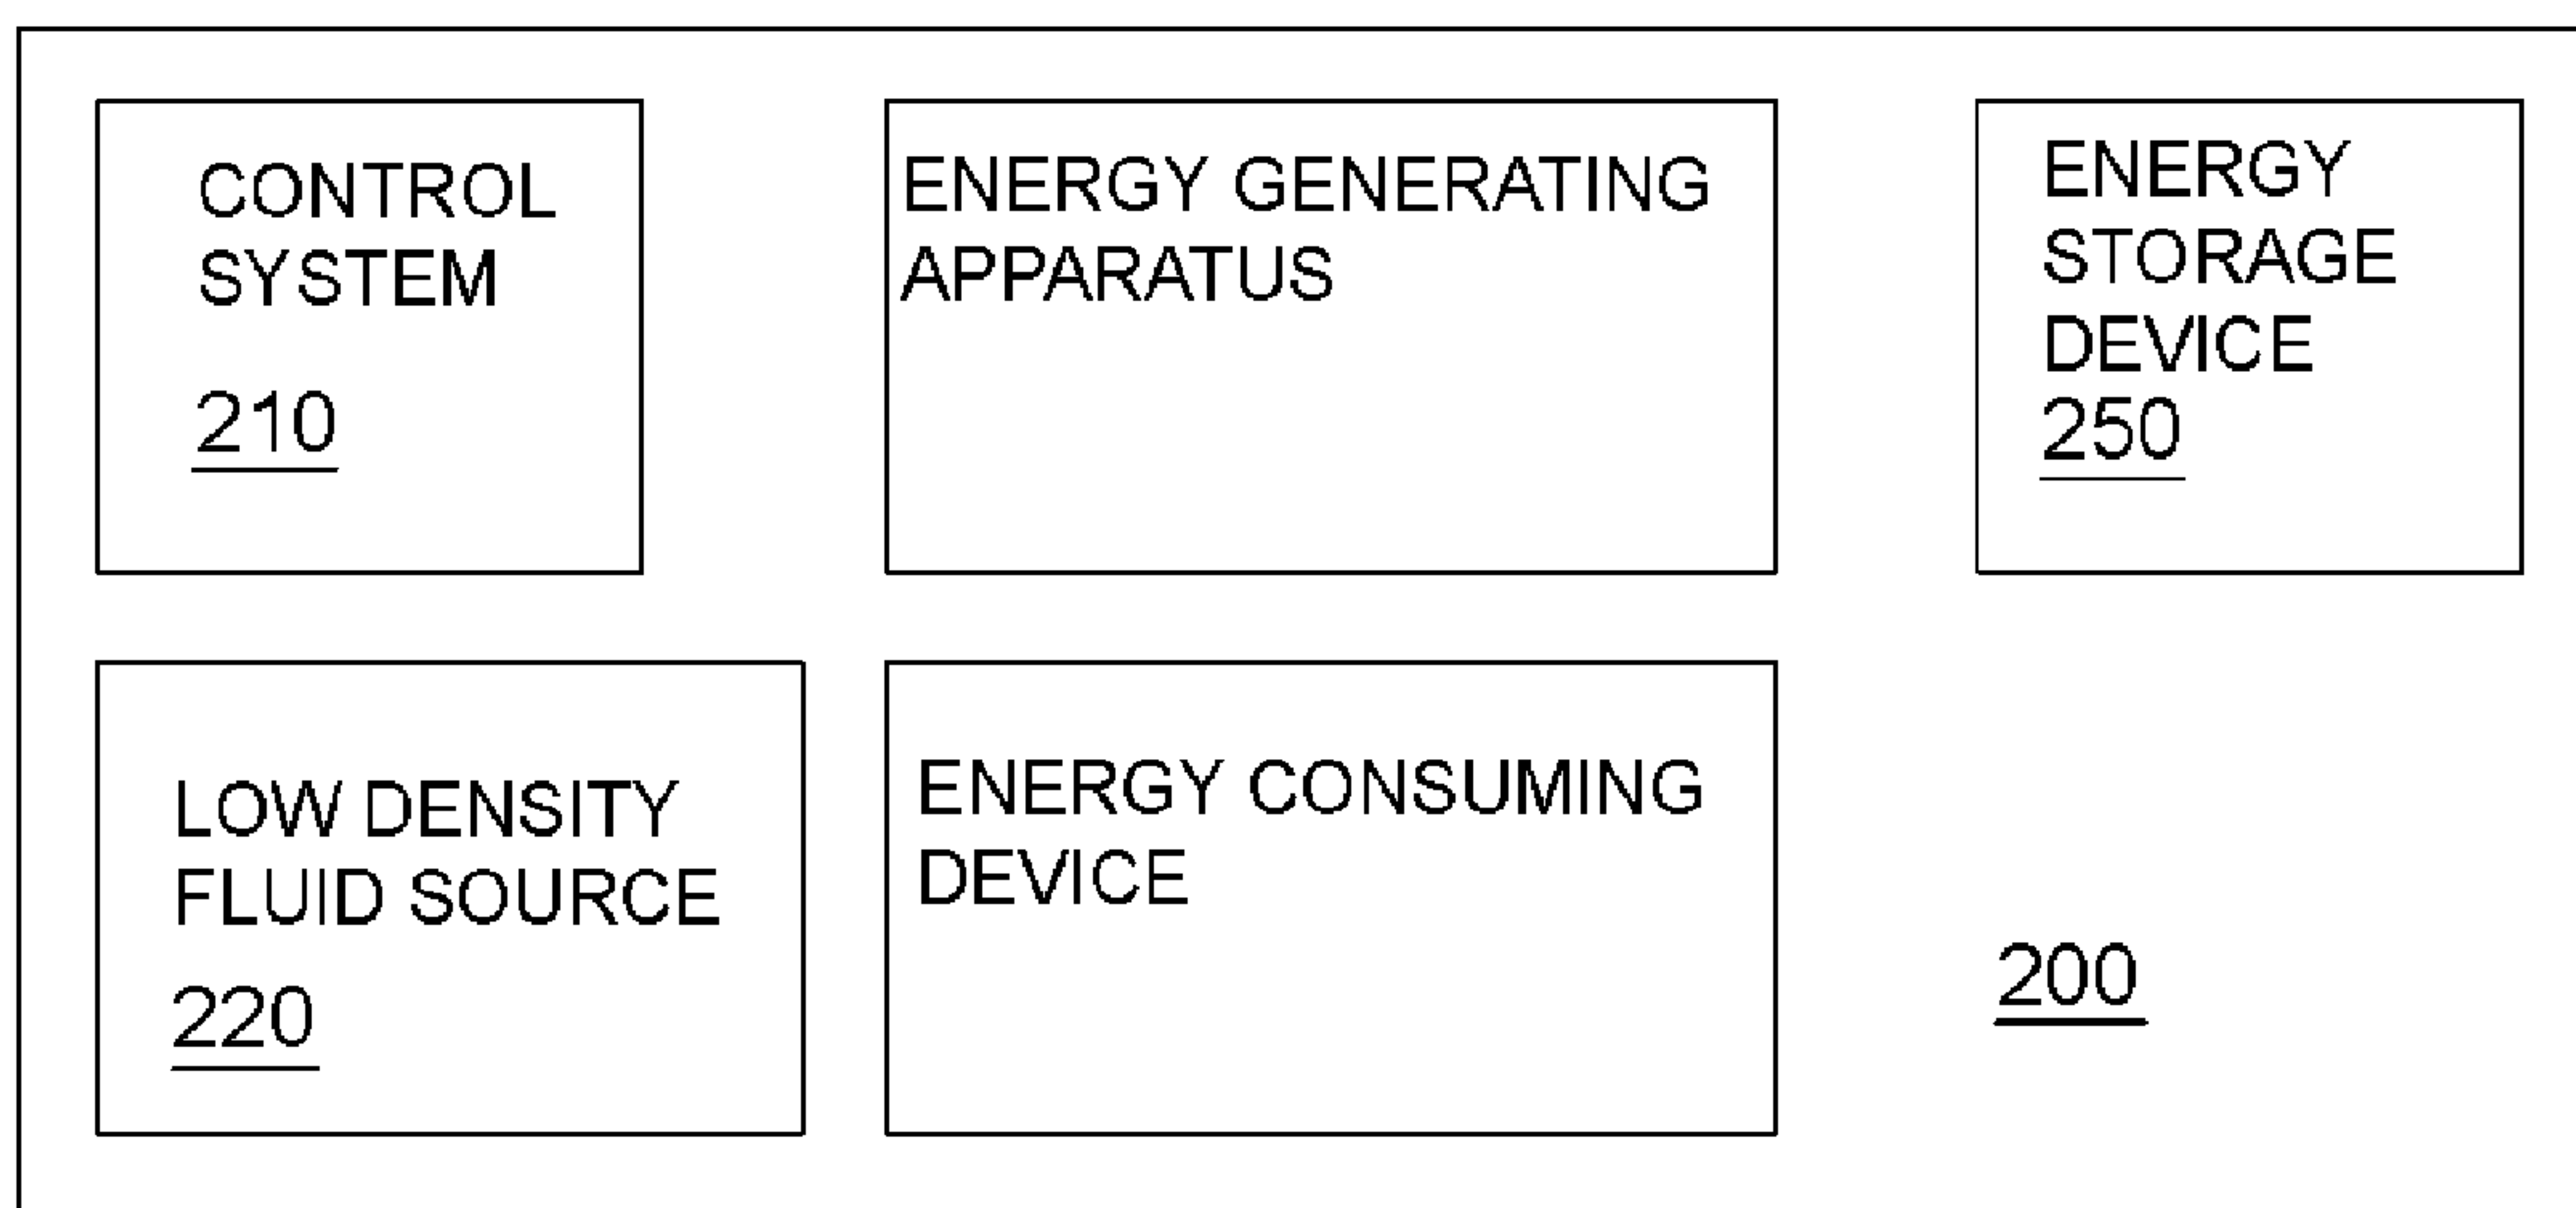 CONTROL
SYSTEM
210
ENERGY GENERATING
APPARATUS
ENERGY
STORAGE
DEVICE
250
LOW DENSITY
FLUID SOURCE
220
ENERGY CONSUMING
DEVICE
200